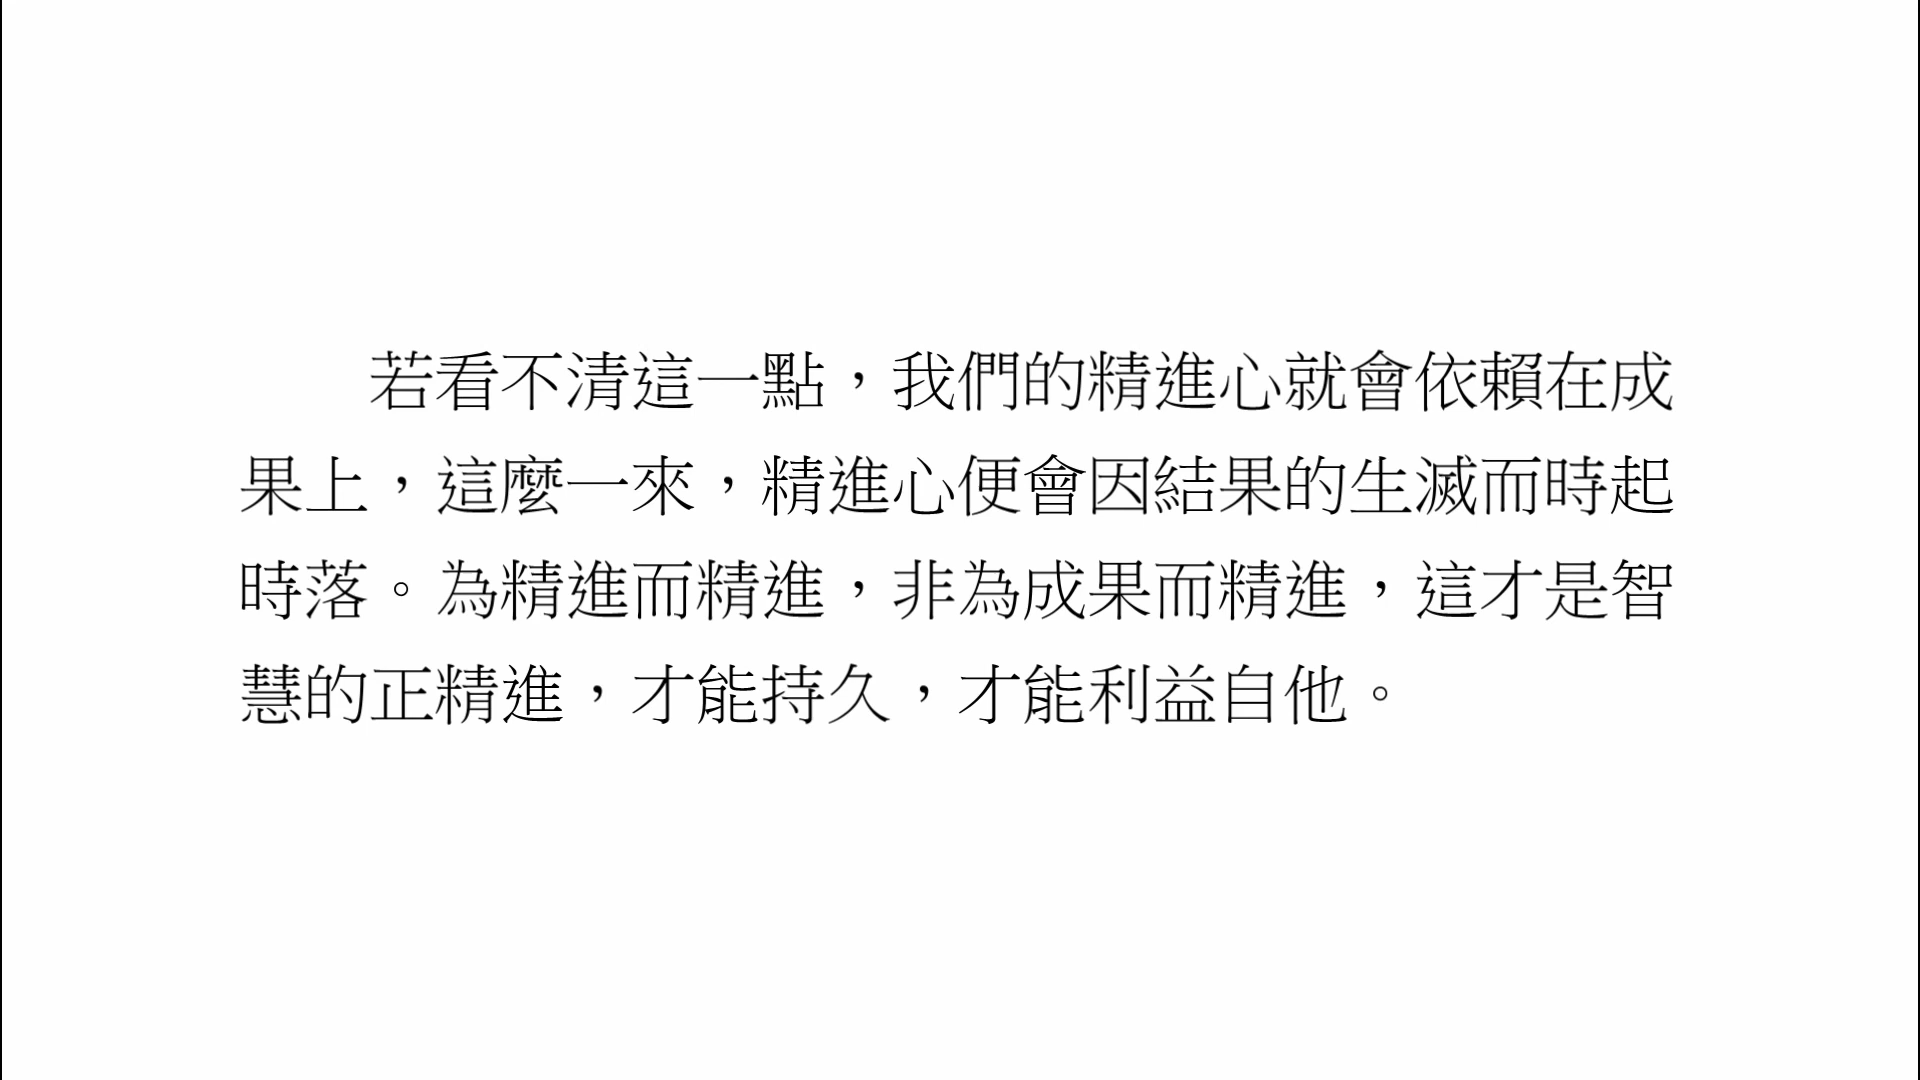 若看不清這一點，我們的精進心就會依賴在成
果上，這麼一來，精進心便會因結果的生滅而時起
時落。為精進而精進，非為成果而精進，這才是智
慧的正精進，才能持久，才能利益自他。